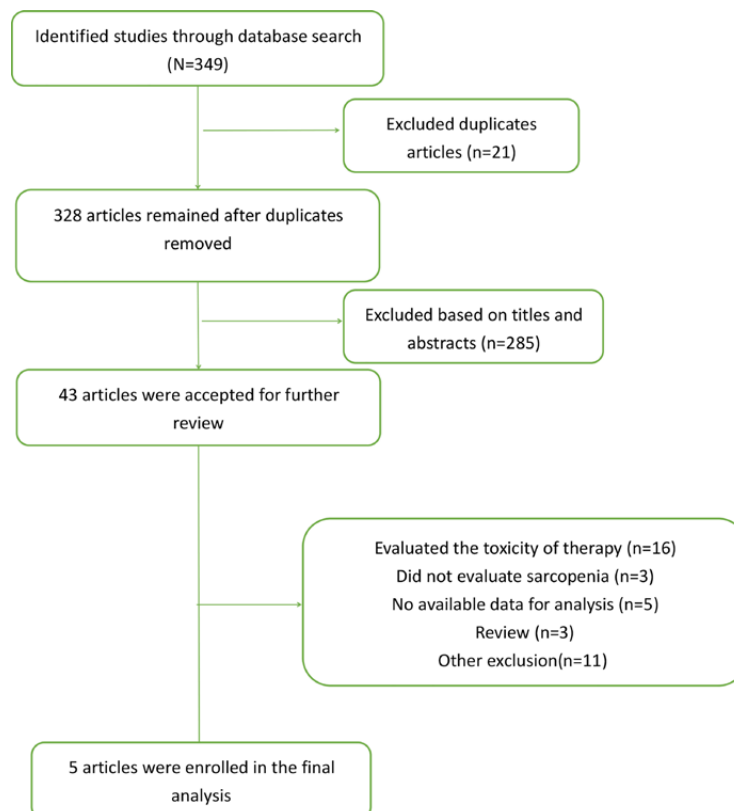 Identified studies through database search
(N=349)
Excluded duplicates
articles (n=21)
328 articles remained after duplicates
removed
Excluded based on titles and
abstracts (n=285)
43 articles were accepted for further
review
Evaluated the toxicity of therapy (n=16)
Did not evaluate sarcopenia (n=3)
No available data for analysis (n=5)
Review (n=3)
Other exclusion(n=11)
5 articles were enrolled in the final
analysis